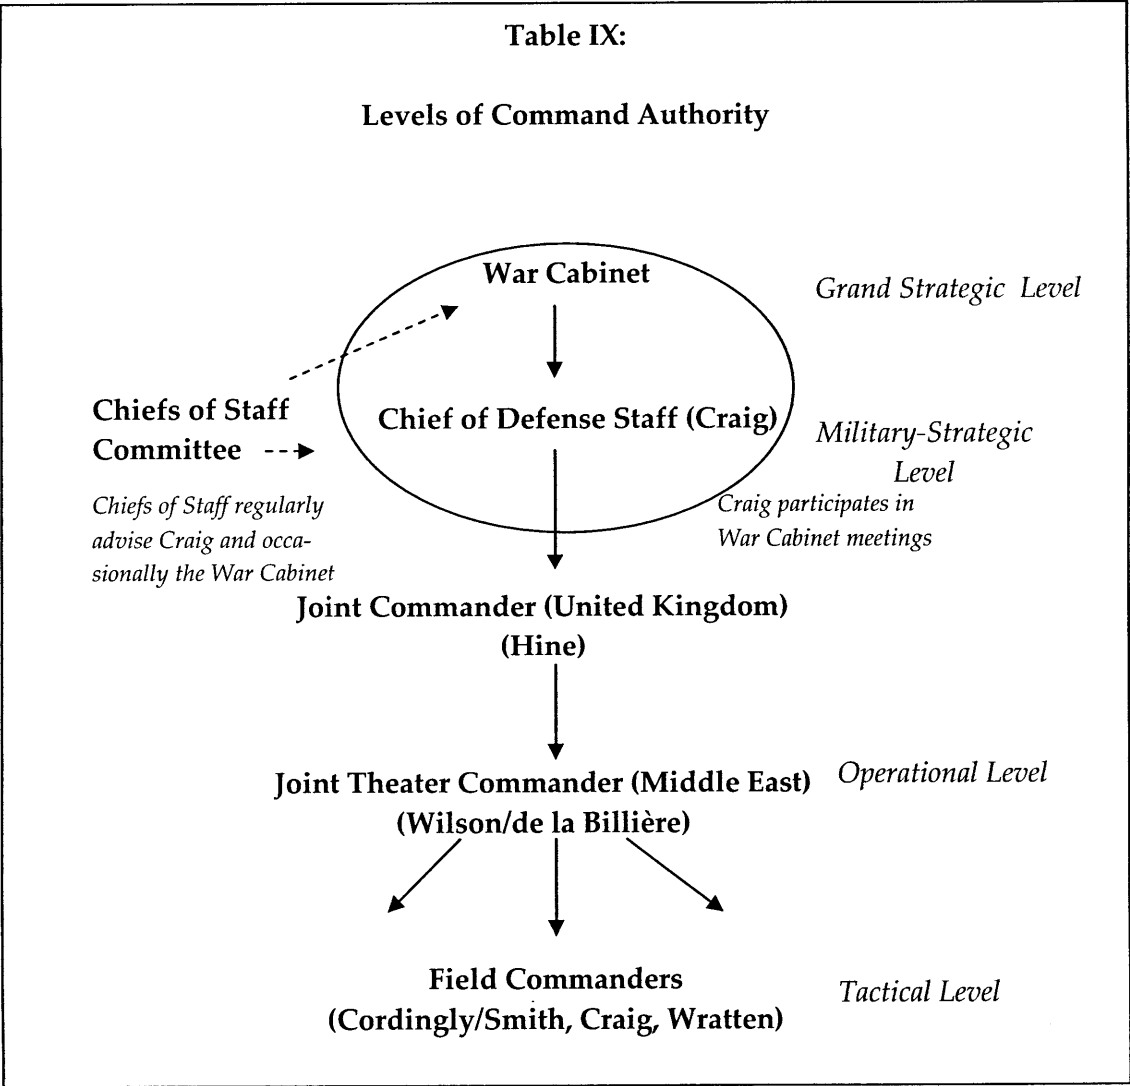 Table IX:
Levels of Command Authority
War Cabinet
Grand Strategic Level
Chiefs of Staff
Committee
Chief of Defense Staff (Craig)
Military-Strategic
Level
Chiefs of Staff regularly
advise Craig and occa-
sionally the War Cabinet
Craig participates in
War Cabinet meetings
Joint Commander (United Kingdom)
(Hine)
Joint Theater Commander (Middle East)
(Wilson/de la Billière)
Operational Level
Field Commanders
(Cordingly/Smith, Craig, Wratten)
Tactical Level